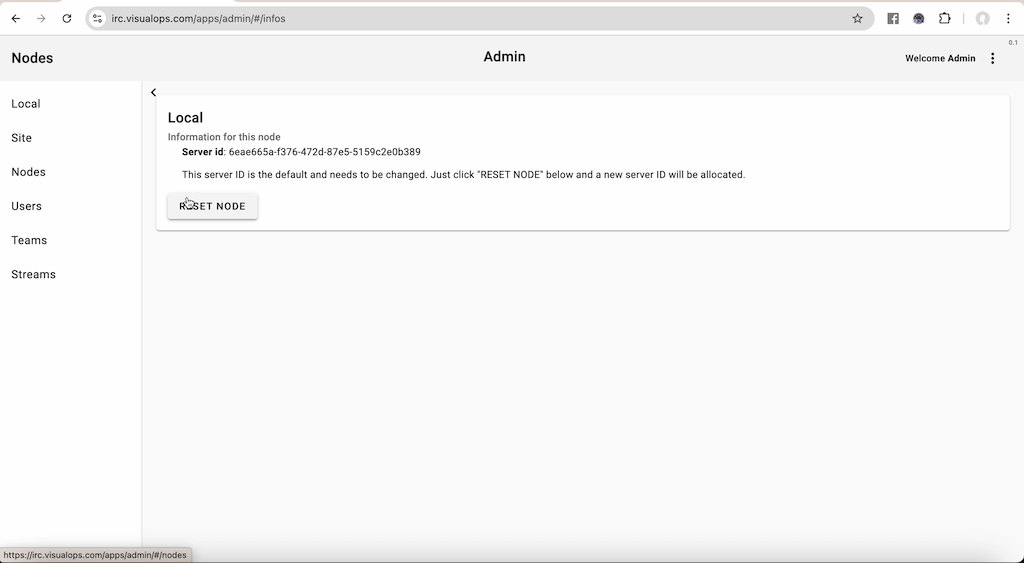 irc.visualops.com/apps/admin/#/infos
0.1
Nodes
Admin
Welcome Admin
Local
Site
Nodes
Users
Teams
Streams
Local
Information for this node
Server id: 6eae665a-f376-472d-87e5-5159c2e0b389
This server ID is the default and needs to be changed. Just click "RESET NODE" below and a new server ID will be allocated.
RESET NODE
https://irc.visualops.com/apps/admin/#/nodes